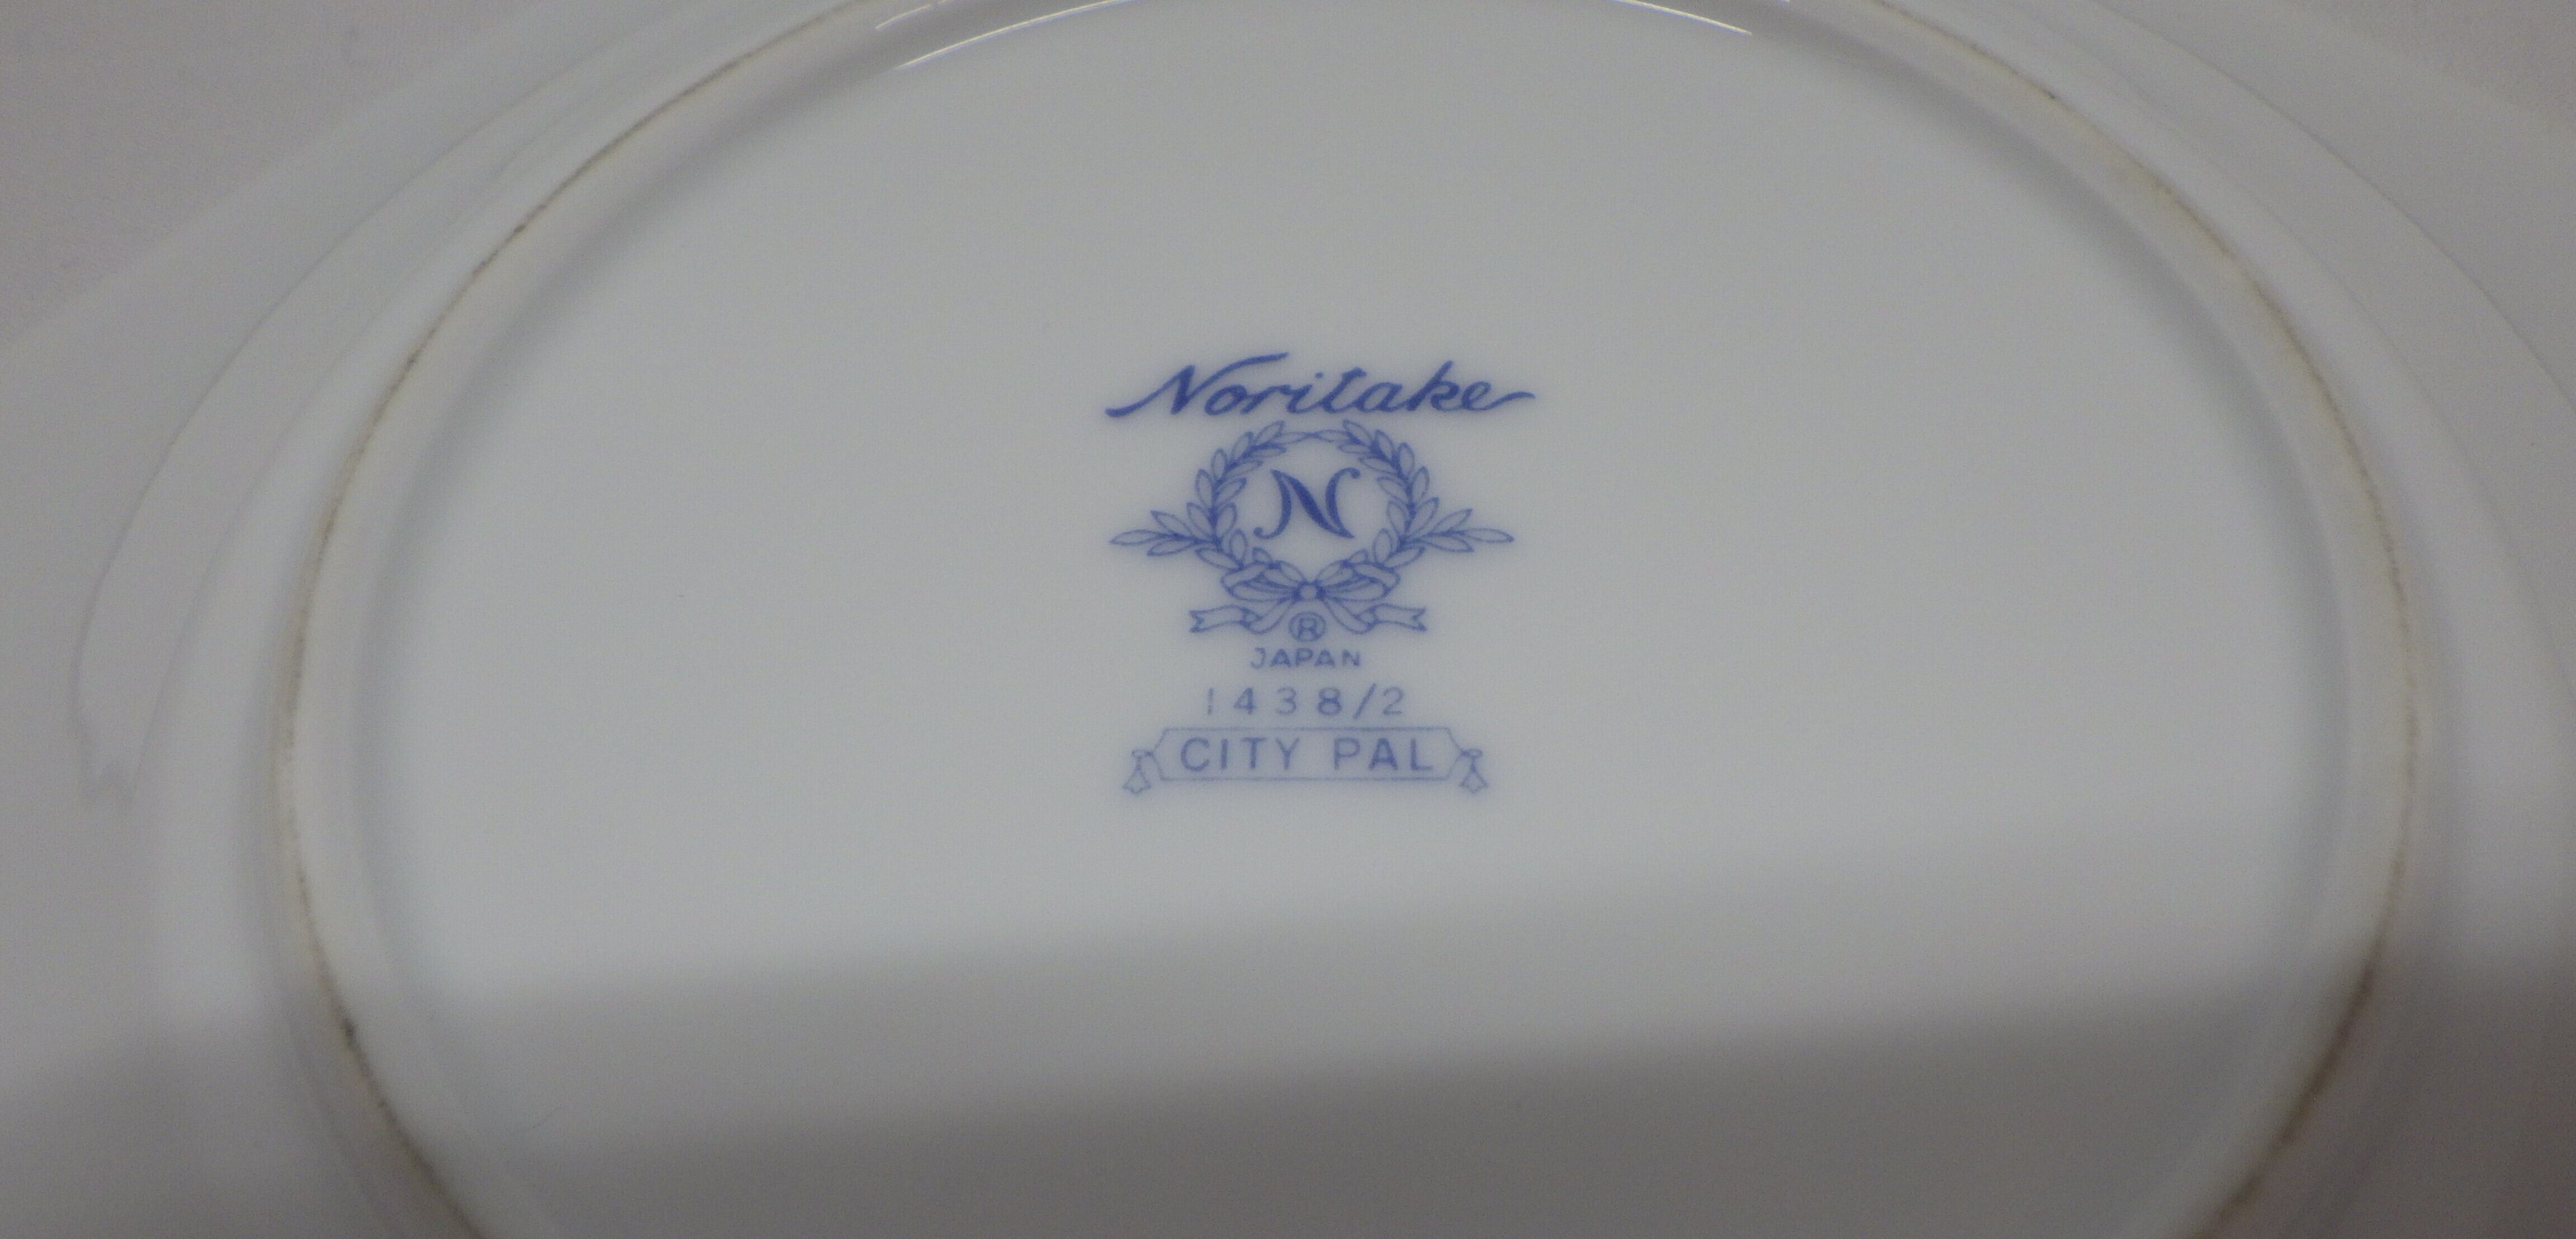 Noritake
N
®
JAPAN
1438/2
CITY PAL